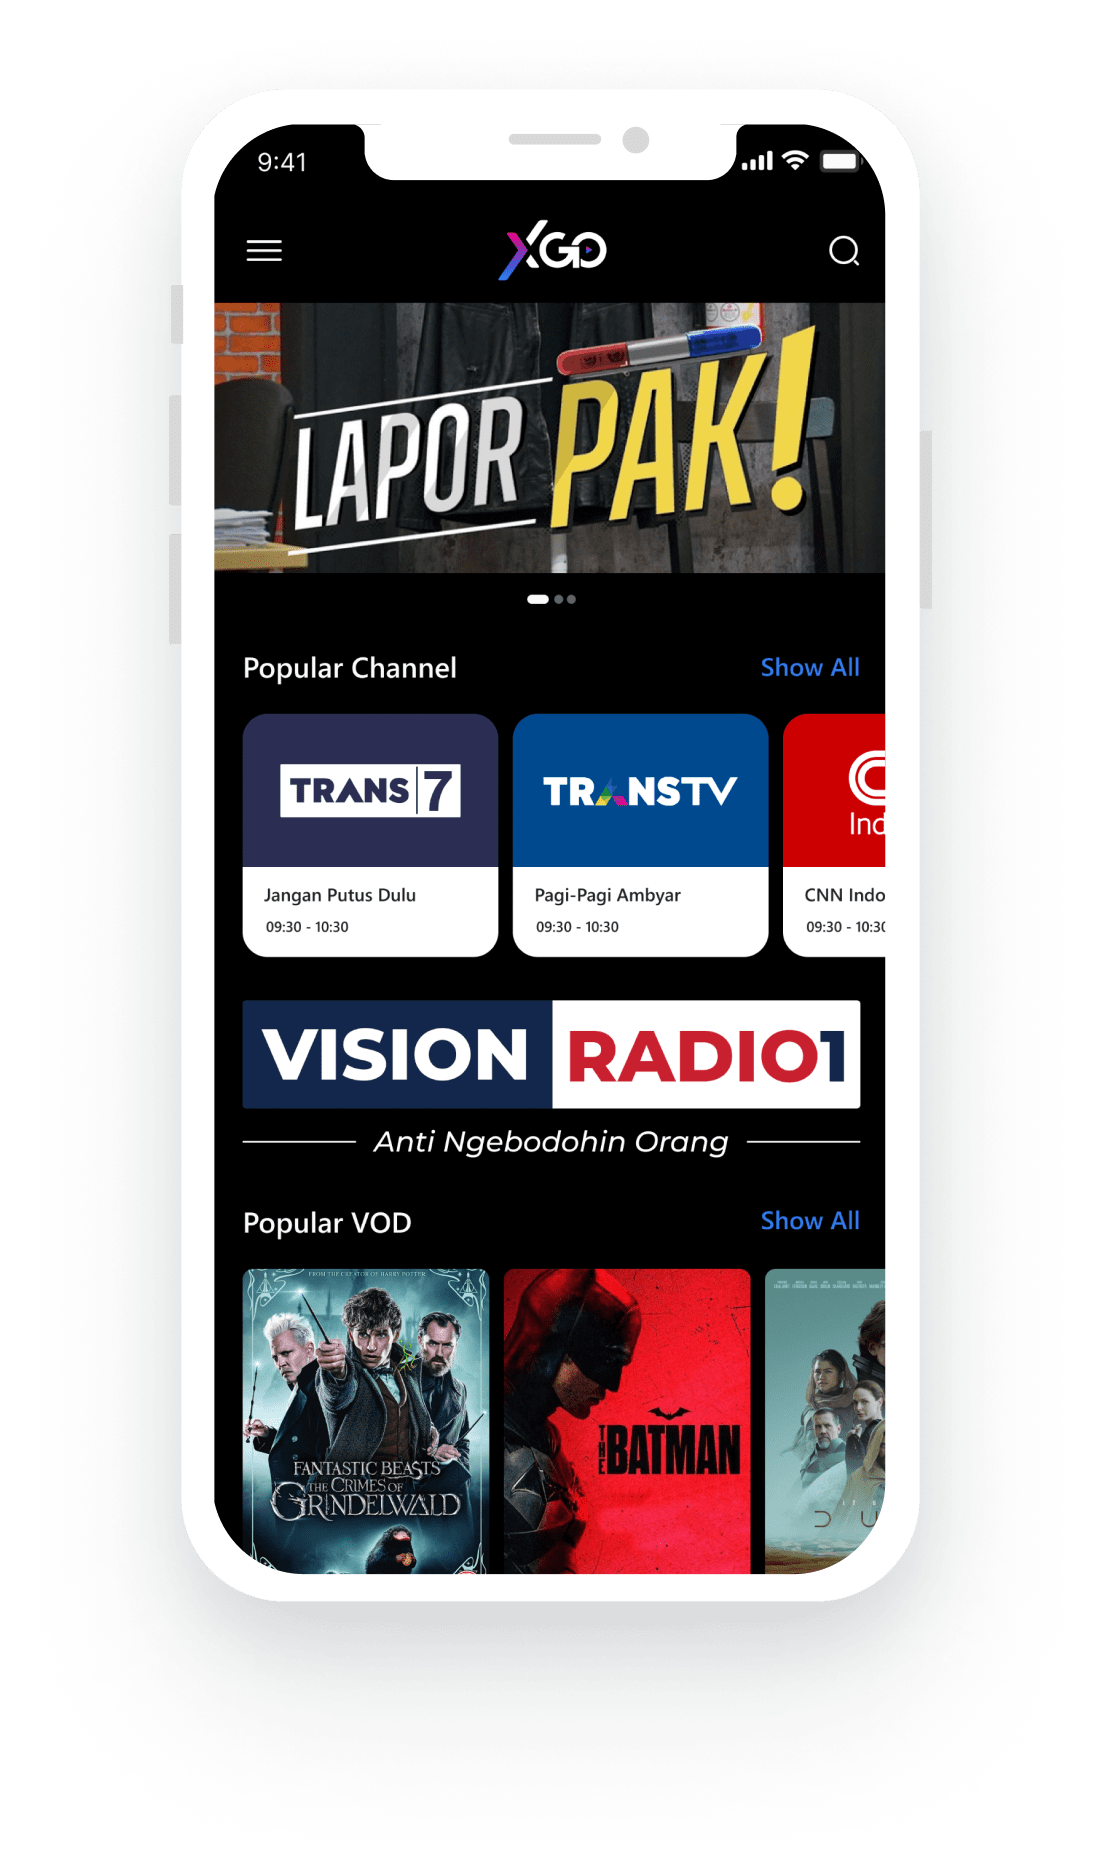 9:41
XGO
LAPOR PAK!
Popular Channel
Show All
TRANS|7
TRANSTV
Ind
Jangan Putus Dulu
Pagi-Pagi Ambyar
CNN Indo
09:30 - 10:30
09:30 - 10:30
09:30 - 10:30
VISION RADIO1
Anti Ngebodohin Orang
Popular VOD
Show All
FROM THE CREATOR OF HARRY POTTER
FANTASTIC BEASTS
THE CRIMES OF
GRINDELWALD
THE BATMAN
DU